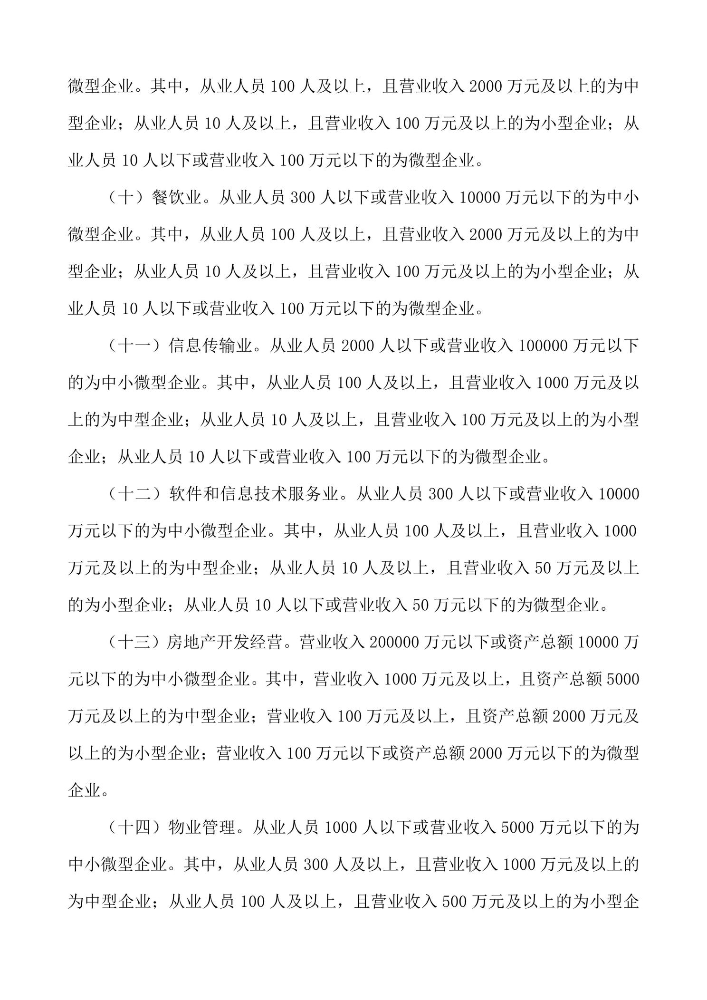 微型企业。其中，从业人员 100 人及以上，且营业收入 2000 万元及以上的为中
型企业；从业人员 10 人及以上，且营业收入 100 万元及以上的为小型企业；从
业人员 10 人以下或营业收入 100 万元以下的为微型企业。
（十）餐饮业。从业人员 300 人以下或营业收入 10000 万元以下的为中小
微型企业。其中，从业人员 100 人及以上，且营业收入 2000 万元及以上的为中
型企业；从业人员 10 人及以上，且营业收入 100 万元及以上的为小型企业；从
业人员 10 人以下或营业收入 100 万元以下的为微型企业。
（十一）信息传输业。从业人员 2000 人以下或营业收入 100000 万元以下
的为中小微型企业。其中，从业人员 100 人及以上，且营业收入 1000 万元及以
上的为中型企业；从业人员 10 人及以上，且营业收入 100 万元及以上的为小型
企业；从业人员 10 人以下或营业收入 100 万元以下的为微型企业。
（十二）软件和信息技术服务业。从业人员 300 人以下或营业收入 10000
万元以下的为中小微型企业。其中，从业人员 100 人及以上，且营业收入 1000
万元及以上的为中型企业；从业人员 10 人及以上，且营业收入 50 万元及以上
的为小型企业；从业人员 10 人以下或营业收入 50 万元以下的为微型企业。
（十三）房地产开发经营。营业收入 200000 万元以下或资产总额 10000 万
元以下的为中小微型企业。其中，营业收入 1000 万元及以上，且资产总额 5000
万元及以上的为中型企业；营业收入 100 万元及以上，且资产总额 2000 万元及
以上的为小型企业；营业收入 100 万元以下或资产总额 2000 万元以下的为微型
企业。
（十四）物业管理。从业人员 1000 人以下或营业收入 5000 万元以下的为
中小微型企业。其中，从业人员 300 人及以上，且营业收入 1000 万元及以上的
为中型企业；从业人员 100 人及以上，且营业收入 500 万元及以上的为小型企